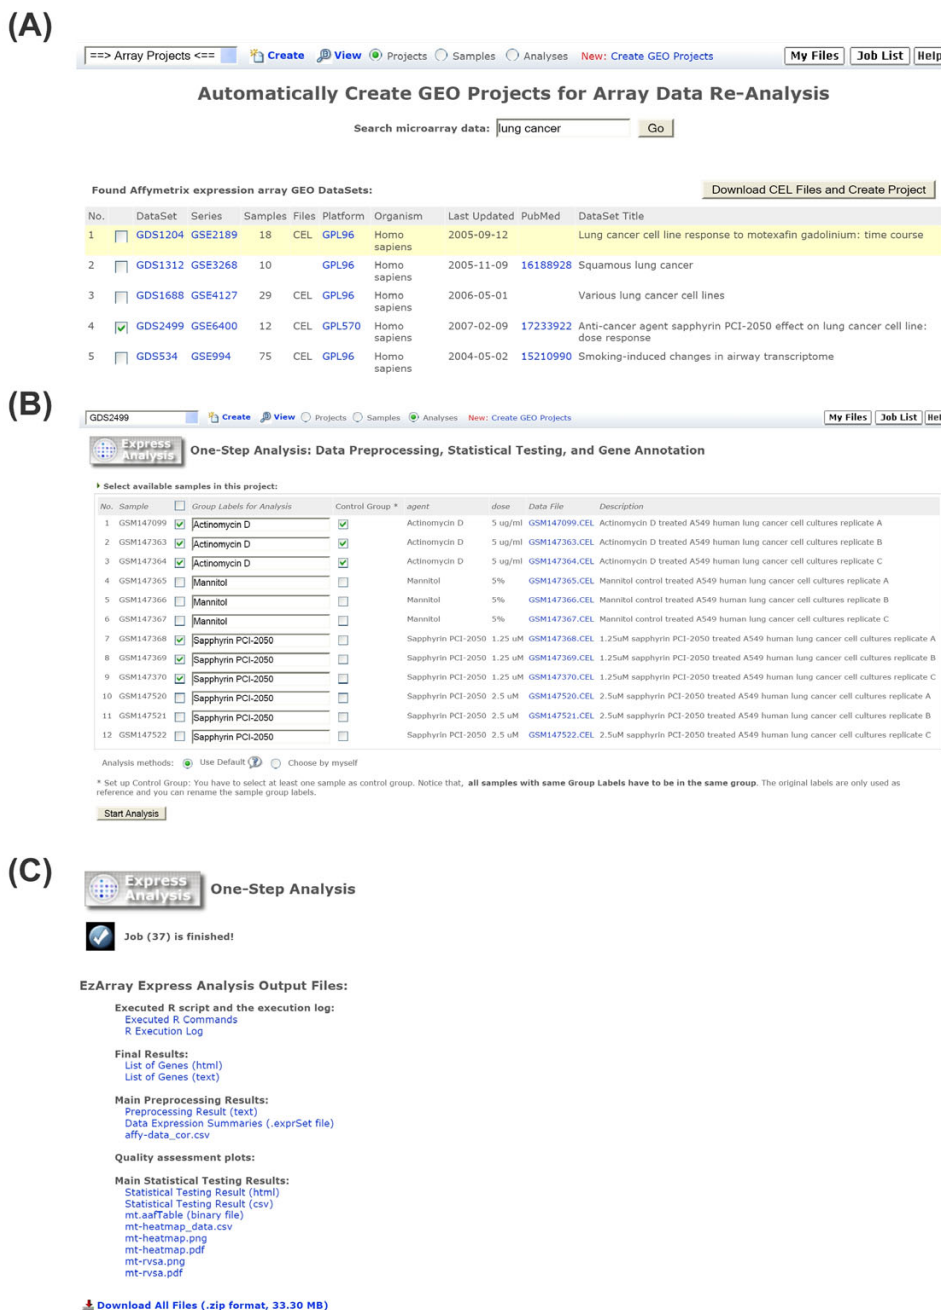 (A)
==> Array Projects <== Create View Projects Samples Analyses New: Create GEO Projects My Files Job List Help
Automatically Create GEO Projects for Array Data Re-Analysis
Search microarray data: lung cancer Go
Found Affymetrix expression array GEO DataSets: Download CEL Files and Create Project
No. DataSet Series Samples Files Platform Organism Last Updated PubMed DataSet Title
1 GDS1204 GSE2189 18 CEL GPL96 Homo sapiens 2005-09-12 Lung cancer cell line response to motexafin gadolinium: time course
2 GDS1312 GSE3268 10 GPL96 Homo sapiens 2005-11-09 16188928 Squamous lung cancer
3 GDS1688 GSE4127 29 CEL GPL96 Homo sapiens 2006-05-01 Various lung cancer cell lines
4 GDS2499 GSE6400 12 CEL GPL570 Homo sapiens 2007-02-09 17233922 Anti-cancer agent sapphyrin PCI-2050 effect on lung cancer cell line: dose response
5 GDS534 GSE994 75 CEL GPL96 Homo sapiens 2004-05-02 15210990 Smoking-induced changes in airway transcriptome
(B)
GDS2499 Create View Projects Samples Analyses New: Create GEO Projects My Files Job List Hel
Express Analysis One-Step Analysis: Data Preprocessing, Statistical Testing, and Gene Annotation
Select available samples in this project:
No. Sample Group Labels for Analysis Control Group * agent dose Data File Description
1 GSM147099 Actinomycin D Actinomycin D 5 ug/ml GSM147099.CEL Actinomycin D treated A549 human lung cancer cell cultures replicate A
2 GSM147363 Actinomycin D Actinomycin D 5 ug/ml GSM147363.CEL Actinomycin D treated A549 human lung cancer cell cultures replicate B
3 GSM147364 Actinomycin D Actinomycin D 5 ug/ml GSM147364.CEL Actinomycin D treated A549 human lung cancer cell cultures replicate C
4 GSM147365 Mannitol Mannitol 5% GSM147365.CEL Mannitol control treated A549 human lung cancer cell cultures replicate A
5 GSM147366 Mannitol Mannitol 5% GSM147366.CEL Mannitol control treated A549 human lung cancer cell cultures replicate B
6 GSM147367 Mannitol Mannitol 5% GSM147367.CEL Mannitol control treated A549 human lung cancer cell cultures replicate C
7 GSM147368 Sapphyrin PCI-2050 Sapphyrin PCI-2050 1.25 uM GSM147368.CEL 1.25uM sapphyrin PCI-2050 treated A549 human lung cancer cell cultures replicate A
8 GSM147369 Sapphyrin PCI-2050 Sapphyrin PCI-2050 1.25 uM GSM147369.CEL 1.25uM sapphyrin PCI-2050 treated A549 human lung cancer cell cultures replicate B
9 GSM147370 Sapphyrin PCI-2050 Sapphyrin PCI-2050 1.25 uM GSM147370.CEL 1.25uM sapphyrin PCI-2050 treated A549 human lung cancer cell cultures replicate C
10 GSM147520 Sapphyrin PCI-2050 Sapphyrin PCI-2050 2.5 uM GSM147520.CEL 2.5uM sapphyrin PCI-2050 treated A549 human lung cancer cell cultures replicate A
11 GSM147521 Sapphyrin PCI-2050 Sapphyrin PCI-2050 2.5 uM GSM147521.CEL 2.5uM sapphyrin PCI-2050 treated A549 human lung cancer cell cultures replicate B
12 GSM147522 Sapphyrin PCI-2050 Sapphyrin PCI-2050 2.5 uM GSM147522.CEL 2.5uM sapphyrin PCI-2050 treated A549 human lung cancer cell cultures replicate C
Analysis methods: Use Default Choose by myself
* Set up Control Group: You have to select at least one sample as control group. Notice that, all samples with same Group Labels have to be in the same group. The original labels are only used as
reference and you can rename the sample group labels.
Start Analysis
(C)
Express Analysis One-Step Analysis
Job (37) is finished!
EzArray Express Analysis Output Files:
Executed R script and the execution log:
Executed R Commands
R Execution Log
Final Results:
List of Genes (html)
List of Genes (text)
Main Preprocessing Results:
Preprocessing Result (text)
Data Expression Summaries (.exprSet file)
affy-data_cor.csv
Quality assessment plots:
Main Statistical Testing Results:
Statistical Testing Result (html)
Statistical Testing Result (csv)
mt.aafTable (binary file)
mt-heatmap_data.csv
mt-heatmap.png
mt-heatmap.pdf
mt-rvsa.png
mt-rvsa.pdf
Download All Files (.zip format, 33.30 MB)